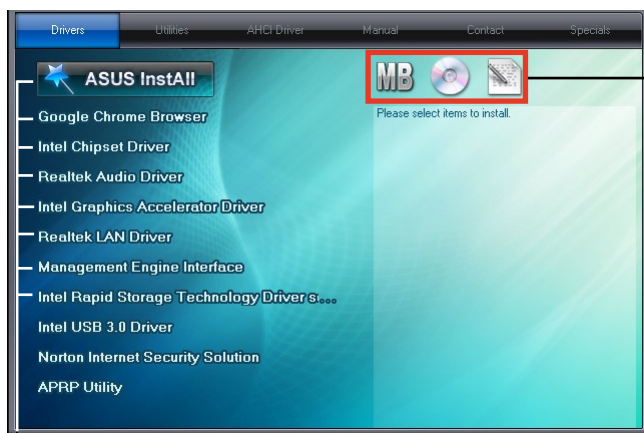 Drivers Utilities AHCI Driver Manual Contact Specials
ASUS InstAll
MB
Please select items to install.
Google Chrome Browser
Intel Chipset Driver
Realtek Audio Driver
Intel Graphics Accelerator Driver
Realtek LAN Driver
Management Engine Interface
Intel Rapid Storage Technology Driver s...
Intel USB 3.0 Driver
Norton Internet Security Solution
APRP Utility